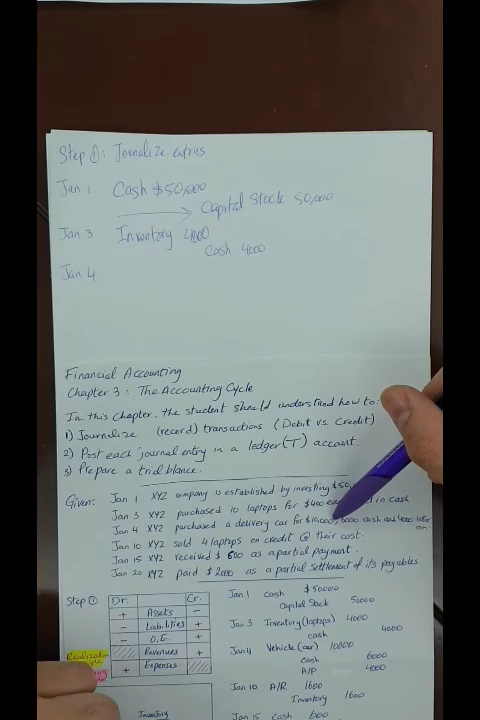 Step ①: Jornalize entries
Jan 1. Cash $50,000
Capital Stock 50,000
Jan 3 Inventory 4000
Cash 4000
Jan 4
Financial Accounting
Chapter 3: The Accounting Cycle
In this chapter, the student should understand how to:
1) Journalize (record) transactions (Debit vs. Credit)
2) Post each journal entry in a ledger (T) account.
3) Prepare a trial blance.
Given: Jan 1 XYZ company is established by investing $50,
Jan 3 XYZ purchased 10 laptops for $400 in cash
Jan 4 XYZ purchased a delivery car for $10,000, 6000 cash and 4000 later on.
Jan 10 XYZ sold 4 laptops on credit @ their cost.
Jan 15 XYZ received $ 600 as a partial payment.
Jan 20 XYZ paid $ 2000 as a partial settlement of its payables
Step ① Dr. Cr.
+ Assets -
- Liabilities +
- O.E. +
Revenues +
+ Expenses
Inventory
Jan 1 cash $50000
Capital Stock 50000
Jan 3 Inventory (laptops) 4000
cash 4000
Jan 4 Vehicle (car) 10000
Cash 6000
A/P 4000
Jan 10 A/R 1600
Inventory 1600
Jan 15 Cash 600